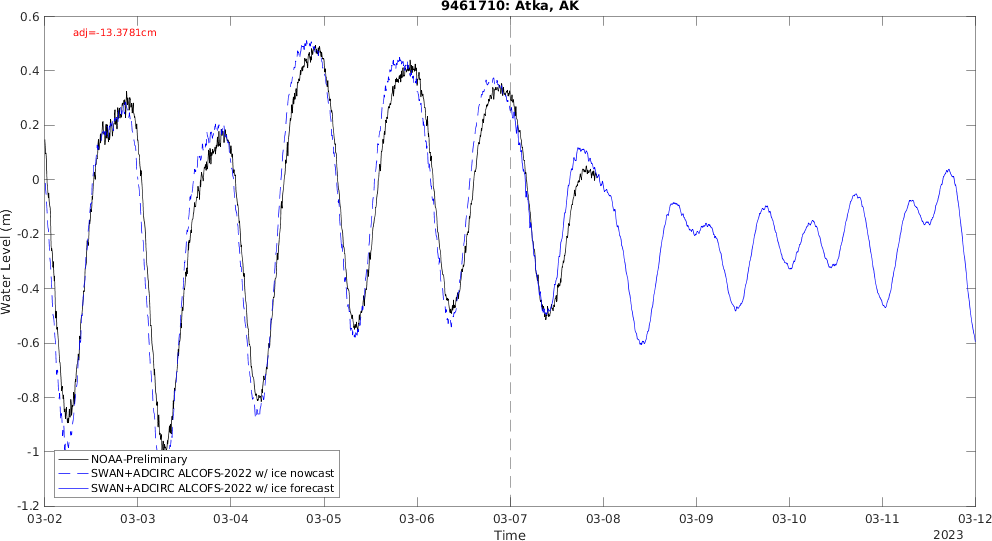 9461710: Atka, AK
adj=-13.3781cm
0.6
0.4
0.2
0
-0.2
-0.4
-0.6
-0.8
-1
-1.2
Water Level (m)
NOAA-Preliminary
SWAN+ADCIRC ALCOFS-2022 w/ ice nowcast
SWAN+ADCIRC ALCOFS-2022 w/ ice forecast
03-02 03-03 03-04 03-05 03-06 03-07 03-08 03-09 03-10 03-11 03-12
Time
2023